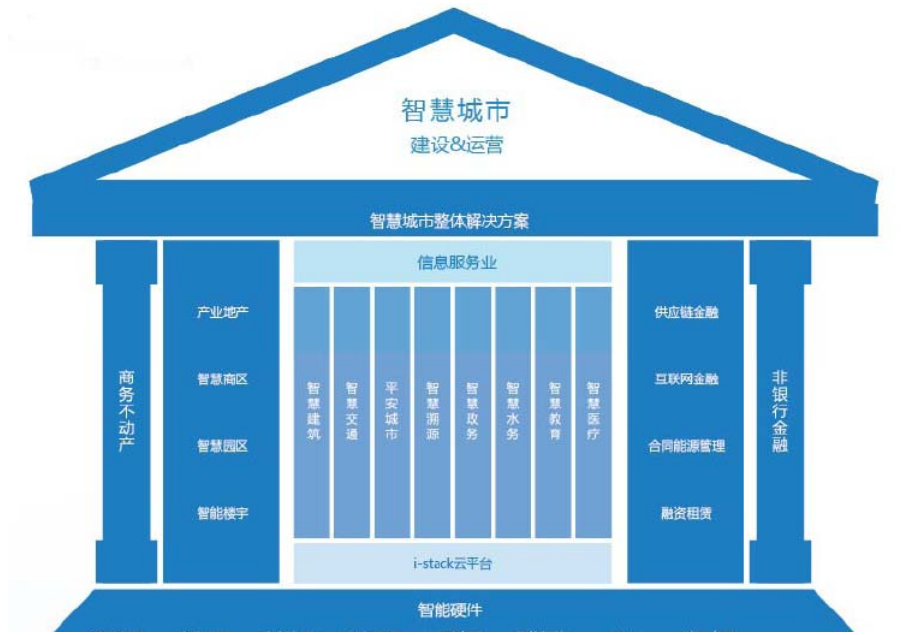 智慧城市
建设&运营
智慧城市整体解决方案
商务不动产
产业地产
智慧商区
智慧园区
智能楼宇
信息服务业
智慧建筑
智慧交通
平安城市
智慧溯源
智慧政务
智慧水务
智慧教育
智慧医疗
i-stack云平台
供应链金融
互联网金融
合同能源管理
融资租赁
非银行金融
智能硬件